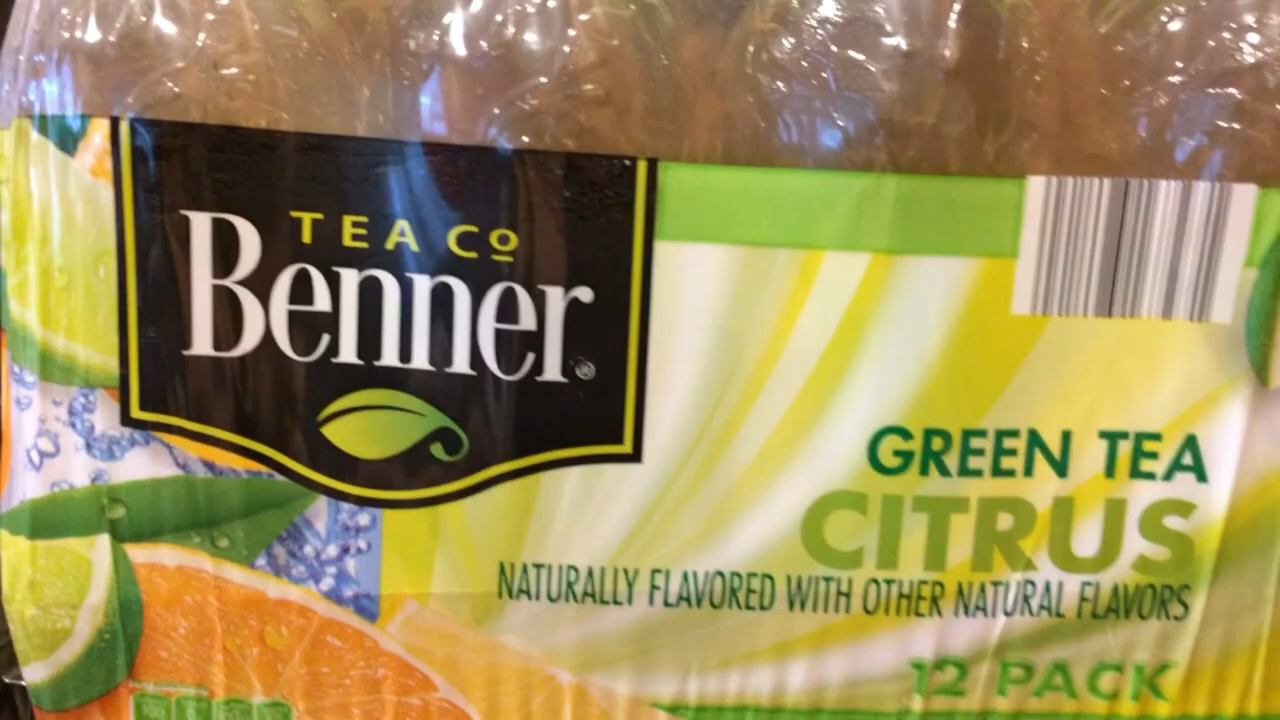 TEA Co
Benner®
GREEN TEA
CITRUS
NATURALLY FLAVORED WITH OTHER NATURAL FLAVORS
12 PACK